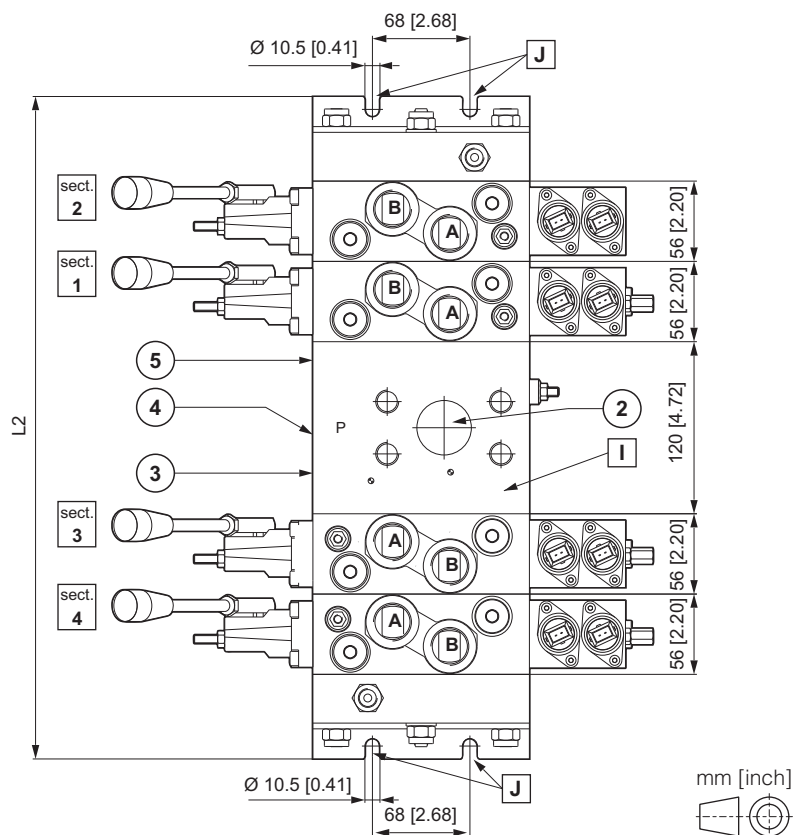 68 [2.68]
Ø 10.5 [0.41]
J
sect.
2
B
A
56 [2.20]
sect.
1
B
A
56 [2.20]
5
4
P
2
120 [4.72]
L2
3
I
sect.
3
A
B
56 [2.20]
sect.
4
A
B
56 [2.20]
Ø 10.5 [0.41]
J
68 [2.68]
mm [inch]